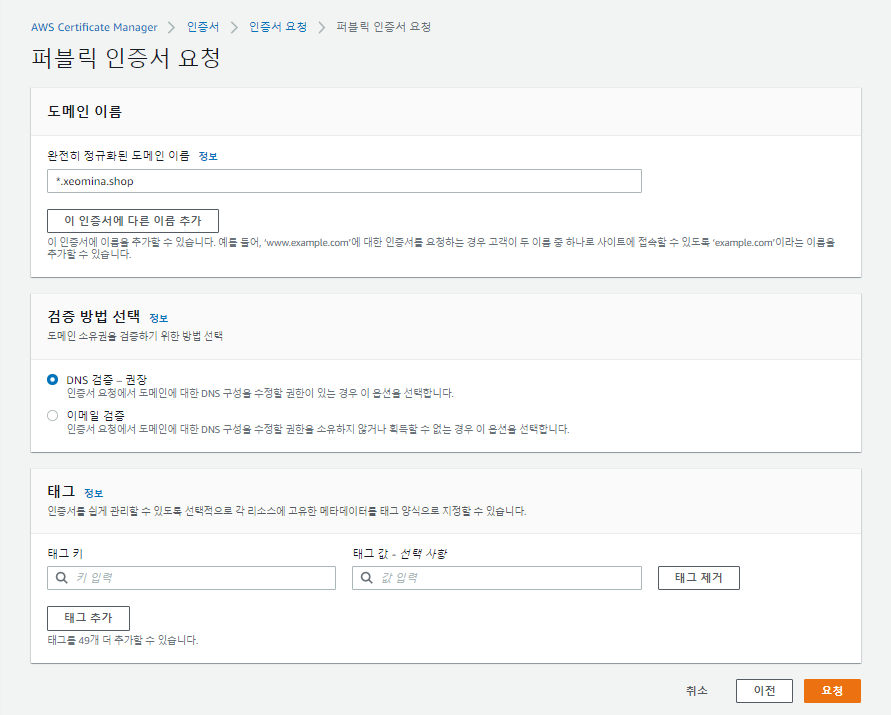 AWS Certificate Manager > 인증서 > 인증서 요청 > 퍼블릭 인증서 요청
퍼블릭 인증서 요청
도메인 이름
완전히 정규화된 도메인 이름 정보
*.xeomina.shop
이 인증서에 다른 이름 추가
이 인증서에 이름을 추가할 수 있습니다. 예를 들어, 'www.example.com'에 대한 인증서를 요청하는 경우 고객이 두 이름 중 하나로 사이트에 접속할 수 있도록 'example.com'이라는 이름을
추가할 수 있습니다.
검증 방법 선택 정보
도메인 소유권을 검증하기 위한 방법 선택
DNS 검증 – 권장
인증서 요청에서 도메인에 대한 DNS 구성을 수정할 권한이 있는 경우 이 옵션을 선택합니다.
이메일 검증
인증서 요청에서 도메인에 대한 DNS 구성을 수정할 권한을 소유하지 않거나 획득할 수 없는 경우 이 옵션을 선택합니다.
태그 정보
인증서를 쉽게 관리할 수 있도록 선택적으로 각 리소스에 고유한 메타데이터를 태그 양식으로 지정할 수 있습니다.
태그 키 태그 값 - 선택 사항
키 입력 값 입력 태그 제거
태그 추가
태그를 49개 더 추가할 수 있습니다.
취소 이전 요청